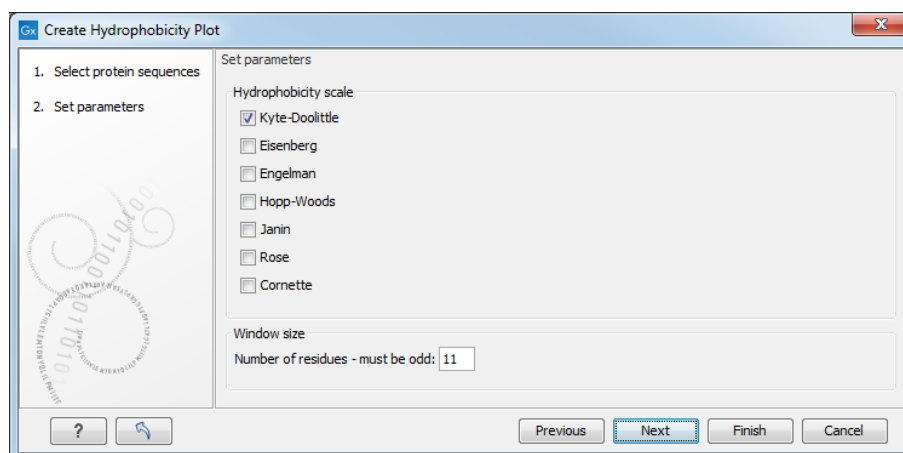 Gx Create Hydrophobicity Plot
1. Select protein sequences
2. Set parameters
Set parameters
Hydrophobicity scale
Kyte-Doolittle
Eisenberg
Engelman
Hopp-Woods
Janin
Rose
Cornette
Window size
Number of residues - must be odd: 11
?
Previous
Next
Finish
Cancel